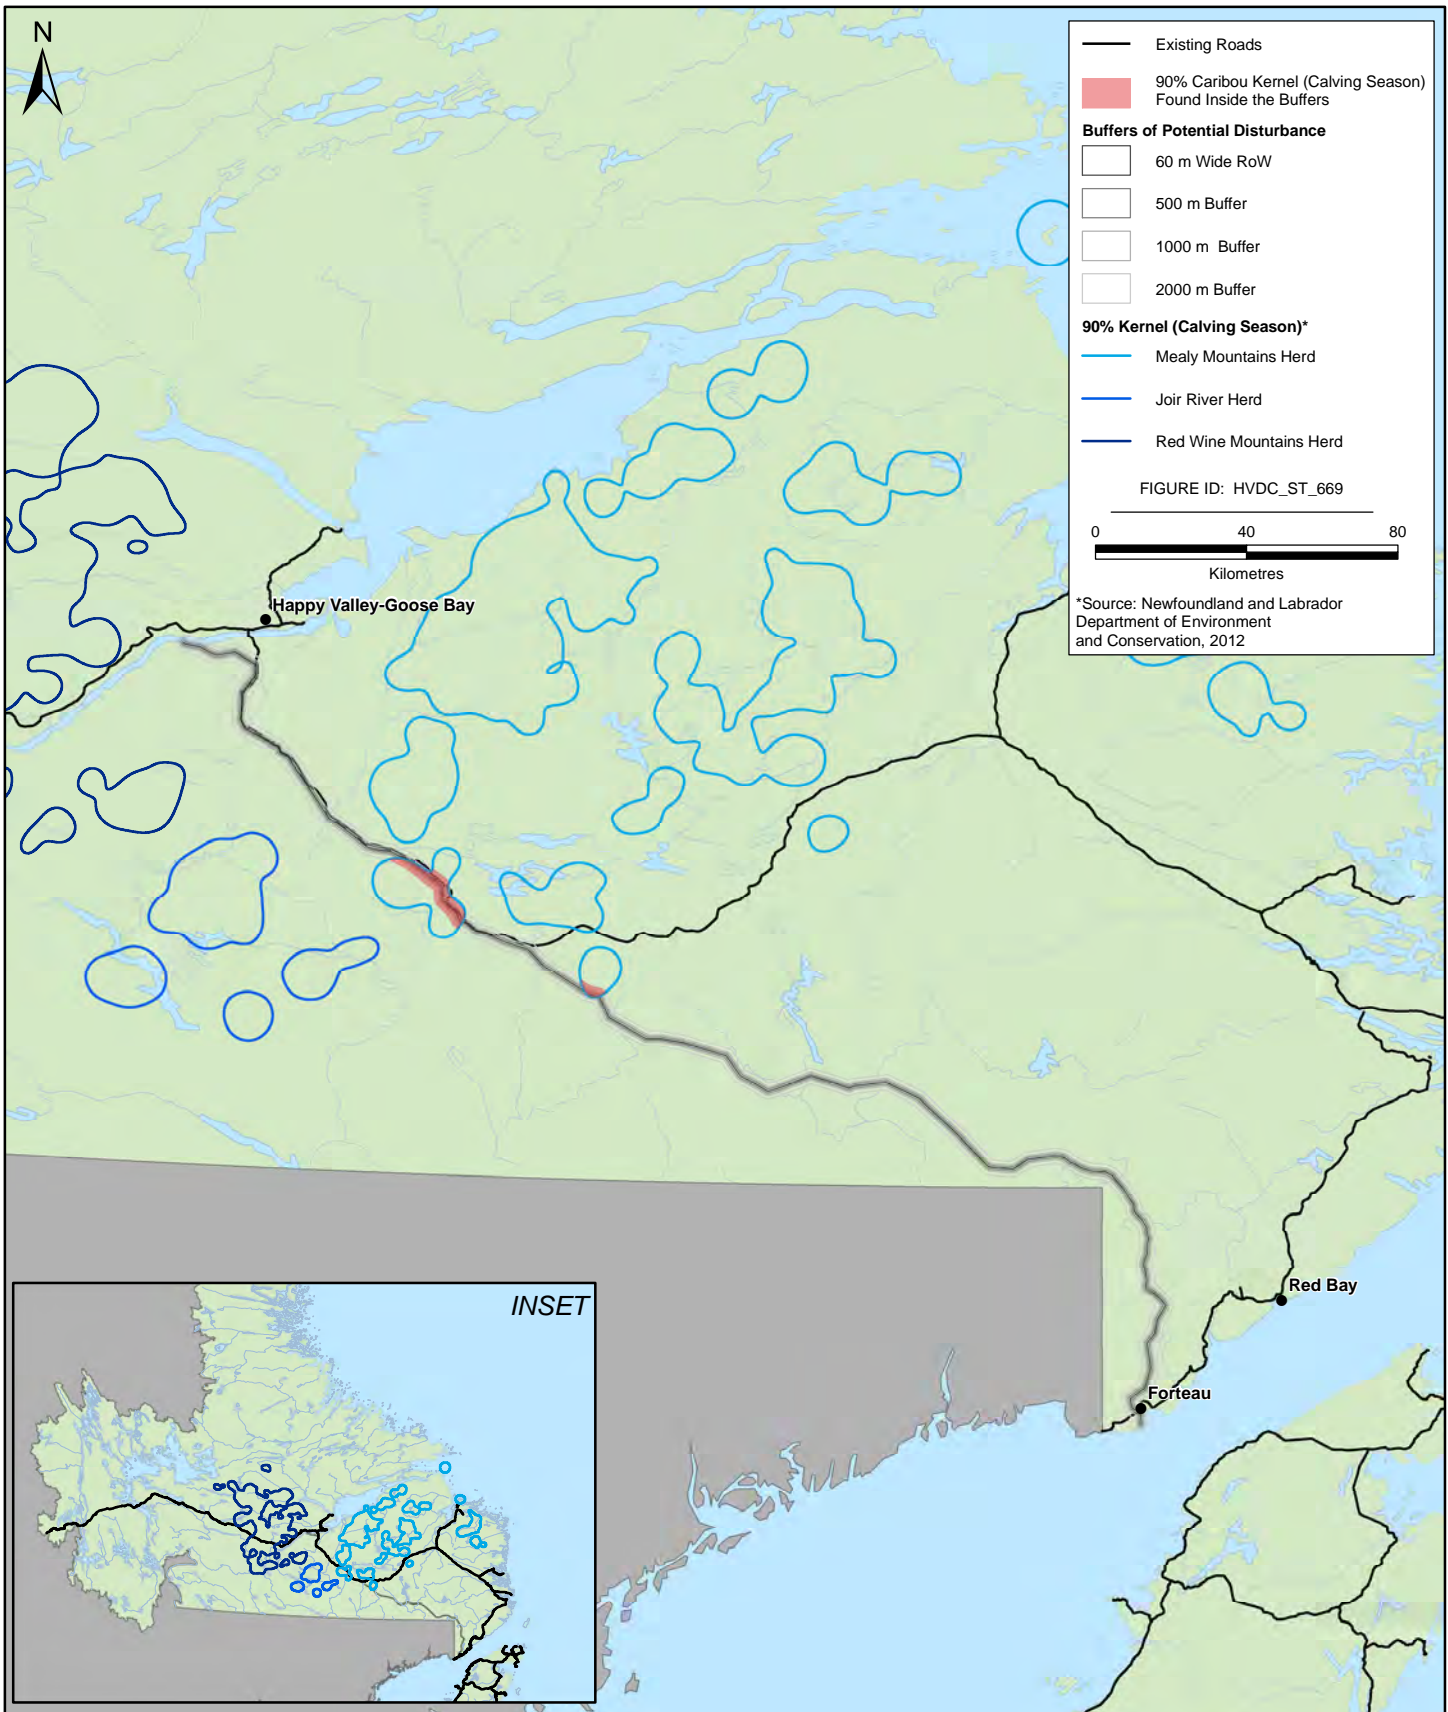 N
Existing Roads
90% Caribou Kernel (Calving Season)
Found Inside the Buffers
Buffers of Potential Disturbance
60 m Wide RoW
500 m Buffer
1000 m  Buffer
2000 m Buffer
90% Kernel (Calving Season)*
Mealy Mountains Herd
Joir River Herd
Red Wine Mountains Herd
FIGURE ID:  HVDC_ST_669
0 40 80
Kilometres
*Source: Newfoundland and Labrador
Department of Environment
and Conservation, 2012
Happy Valley-Goose Bay
Red Bay
Forteau
INSET